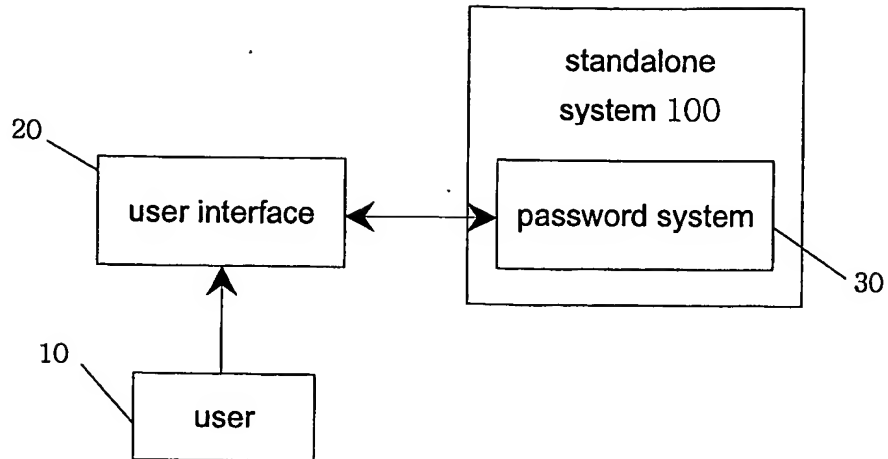 standalone
system 100
20
user interface
password system
30
10
user